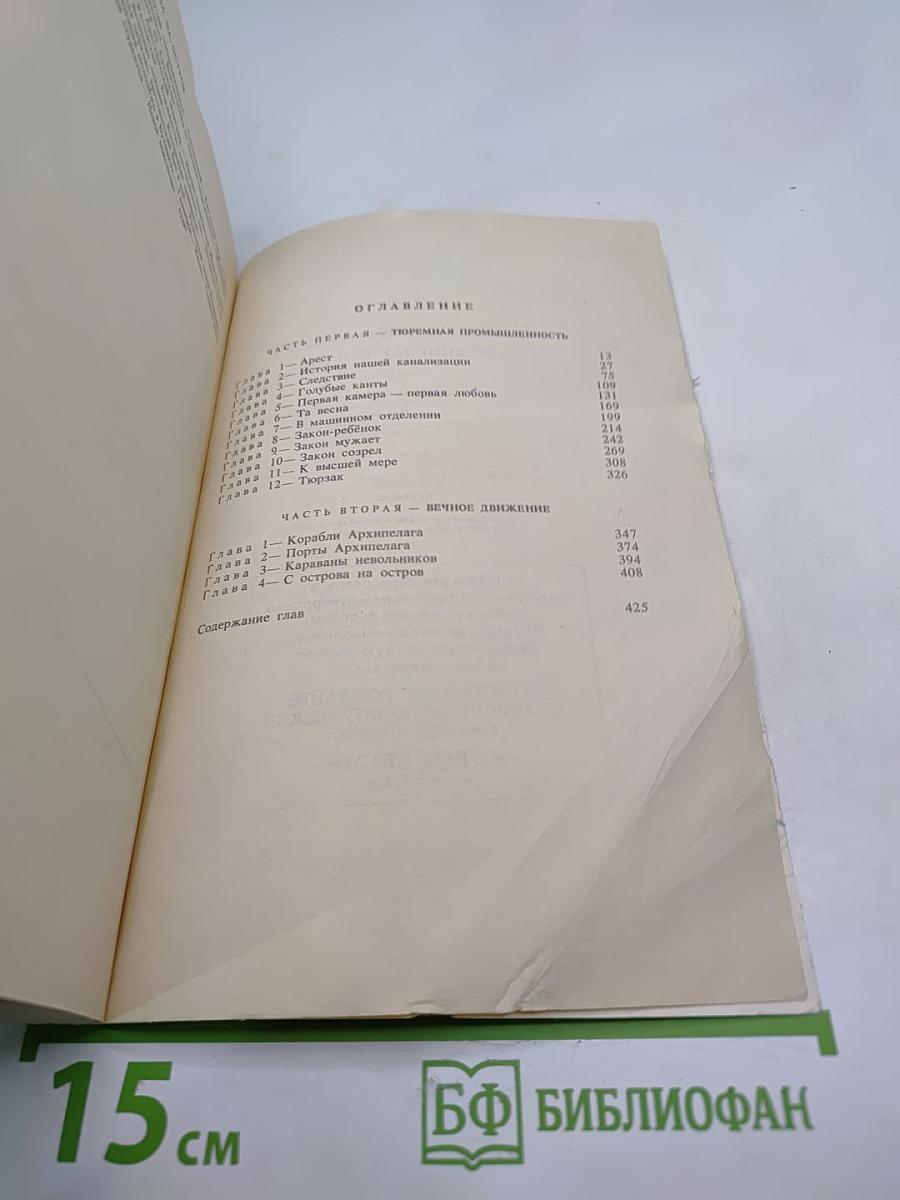 ОГЛАВЛЕНИЕ
ЧАСТЬ ПЕРВАЯ — ТЮРЕМНАЯ ПРОМЫШЛЕННОСТЬ
Глава 1— Арест 13
Глава 2— История нашей канализации 27
Глава 3— Следствие 75
Глава 4— Голубые канты 109
Глава 5— Первая камера — первая любовь 131
Глава 6— Та весна 169
Глава 7— В машинном отделении 199
Глава 8— Закон-ребёнок 214
Глава 9— Закон мужает 242
Глава 10— Закон созрел 269
Глава 11— К высшей мере 308
Глава 12— Тюрзак 326
ЧАСТЬ ВТОРАЯ — ВЕЧНОЕ ДВИЖЕНИЕ
Глава 1— Корабли Архипелага 347
Глава 2— Порты Архипелага 374
Глава 3— Караваны невольников 394
Глава 4— С острова на остров 408
Содержание глав 425
15 см
БФ БИБЛИОФАН